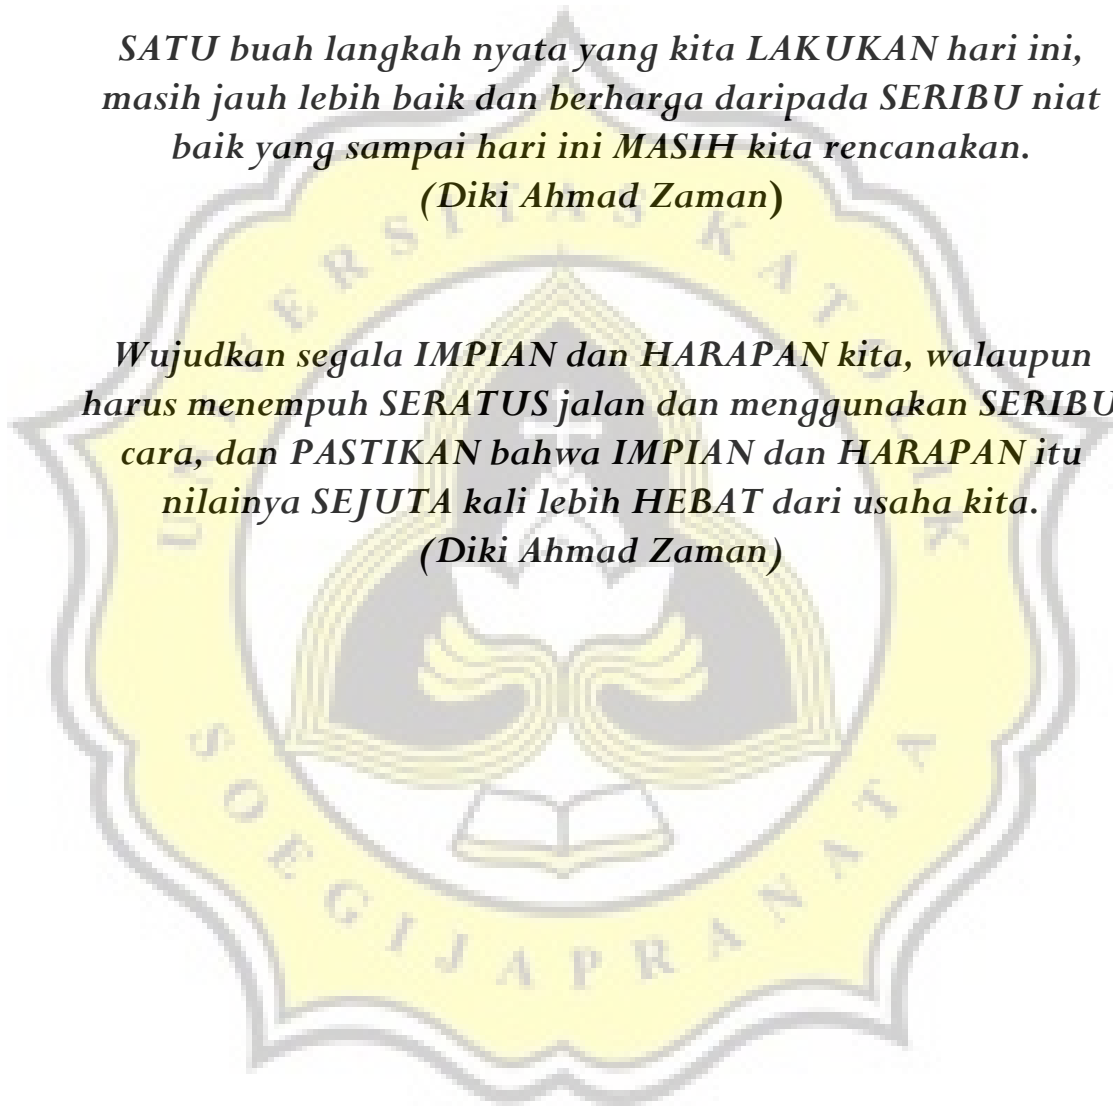 SATU buah langkah nyata yang kita LAKUKAN hari ini,
masih jauh lebih baik dan berharga daripada SERIBU niat
baik yang sampai hari ini MASIH kita rencanakan.
(Diki Ahmad Zaman)
Wujudkan segala IMPIAN dan HARAPAN kita, walaupun
harus menempuh SERATUS jalan dan menggunakan SERIBU
cara, dan PASTIKAN bahwa IMPIAN dan HARAPAN itu
nilainya SEJUTA kali lebih HEBAT dari usaha kita.
(Diki Ahmad Zaman)
UNIVERSITAS KATOLIK
SOEGIJAPRANATA